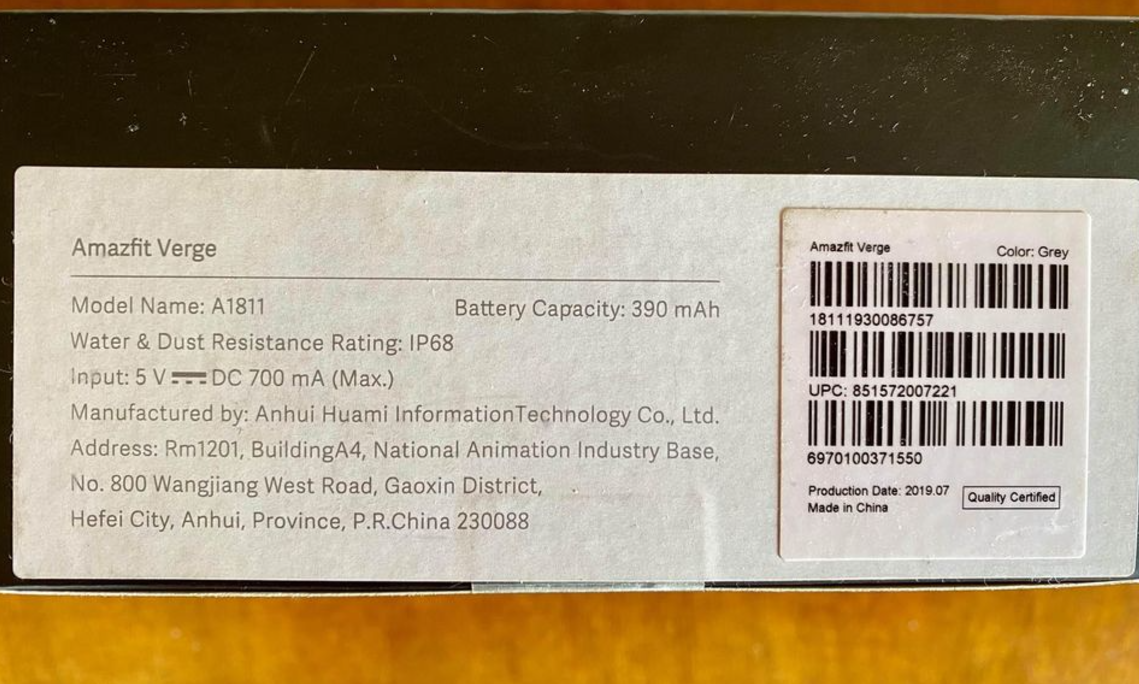 Amazfit Verge
Model Name: A1811 Battery Capacity: 390 mAh
Water & Dust Resistance Rating: IP68
Input: 5 V⎓DC 700 mA (Max.)
Manufactured by: Anhui Huami InformationTechnology Co., Ltd.
Address: Rm1201, BuildingA4, National Animation Industry Base,
No. 800 Wangjiang West Road, Gaoxin District,
Hefei City, Anhui, Province, P.R.China 230088
Amazfit Verge Color: Grey
18111930086757
UPC: 851572007221
6970100371550
Production Date: 2019.07 Quality Certified
Made in China